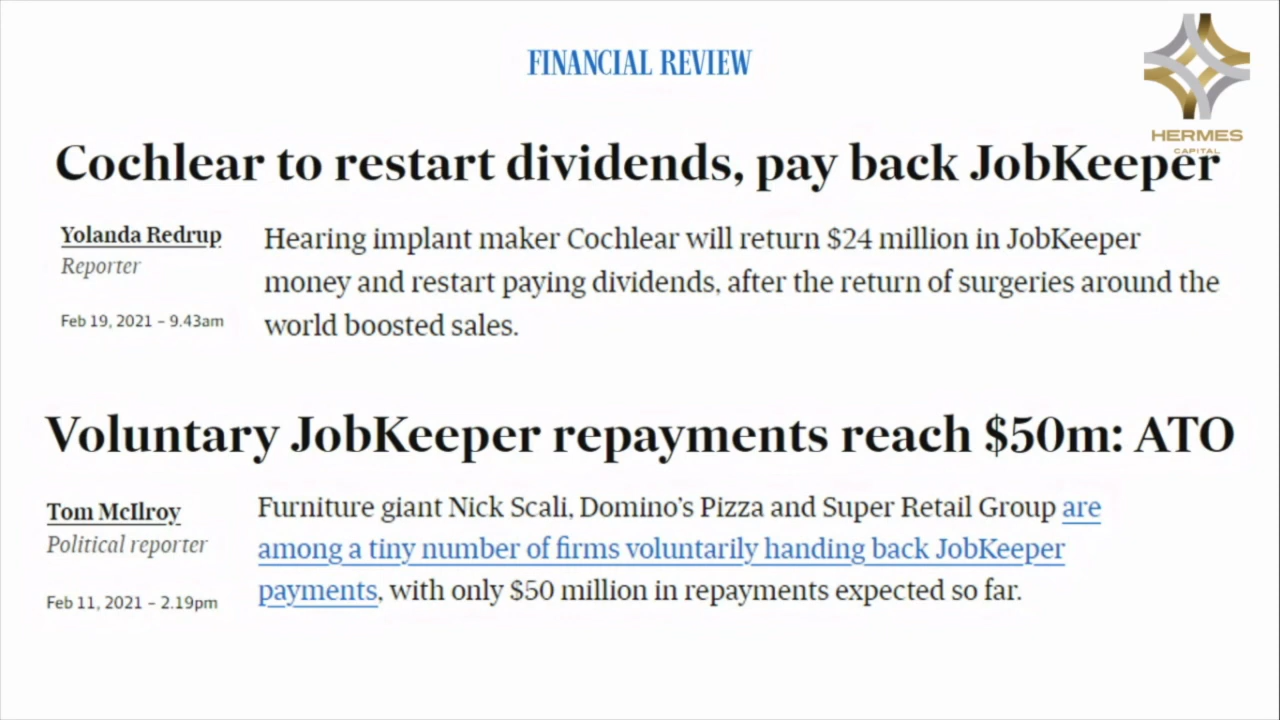 FINANCIAL REVIEW
HERMES
CAPITAL
Cochlear to restart dividends, pay back JobKeeper
Yolanda Redrup
Reporter
Feb 19, 2021 – 9.43am
Hearing implant maker Cochlear will return $24 million in JobKeeper
money and restart paying dividends, after the return of surgeries around the
world boosted sales.
Voluntary JobKeeper repayments reach $50m: ATO
Tom McIlroy
Political reporter
Feb 11, 2021 – 2.19pm
Furniture giant Nick Scali, Domino's Pizza and Super Retail Group are
among a tiny number of firms voluntarily handing back JobKeeper
payments, with only $50 million in repayments expected so far.